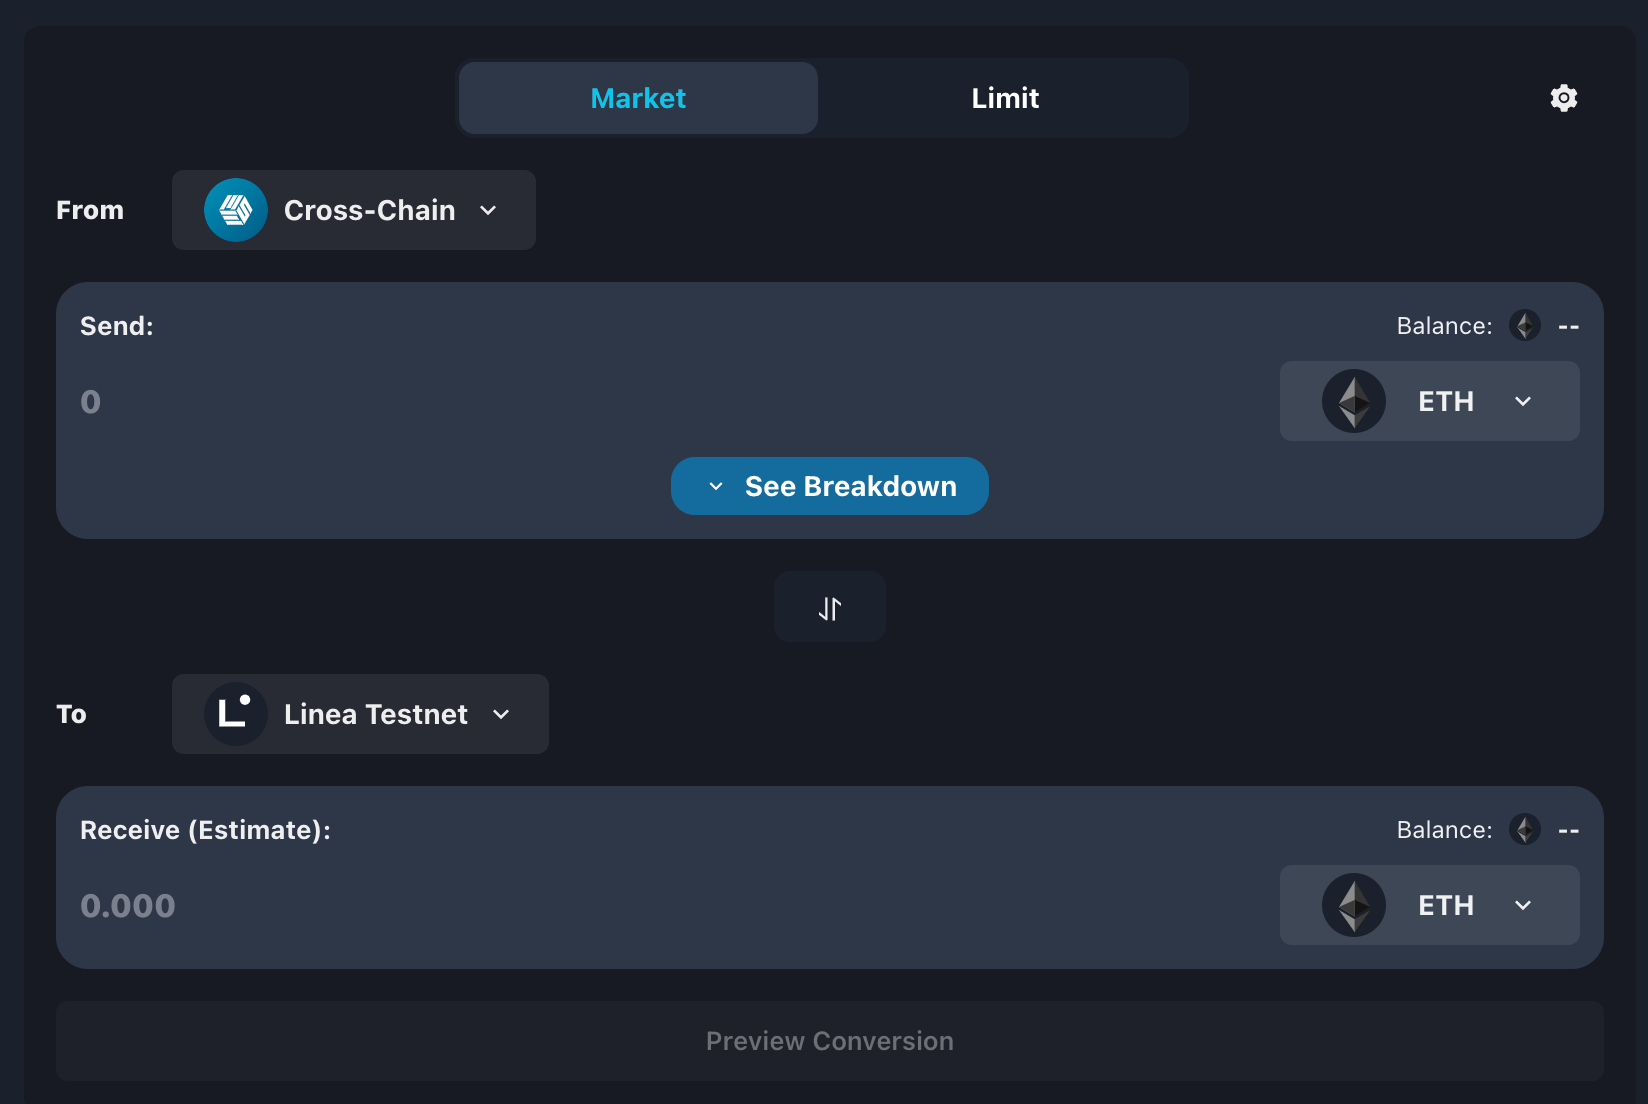 Market
Limit
From
Cross-Chain
Send:
Balance: --
0
ETH
See Breakdown
To
Linea Testnet
Receive (Estimate):
Balance: --
0.000
ETH
Preview Conversion